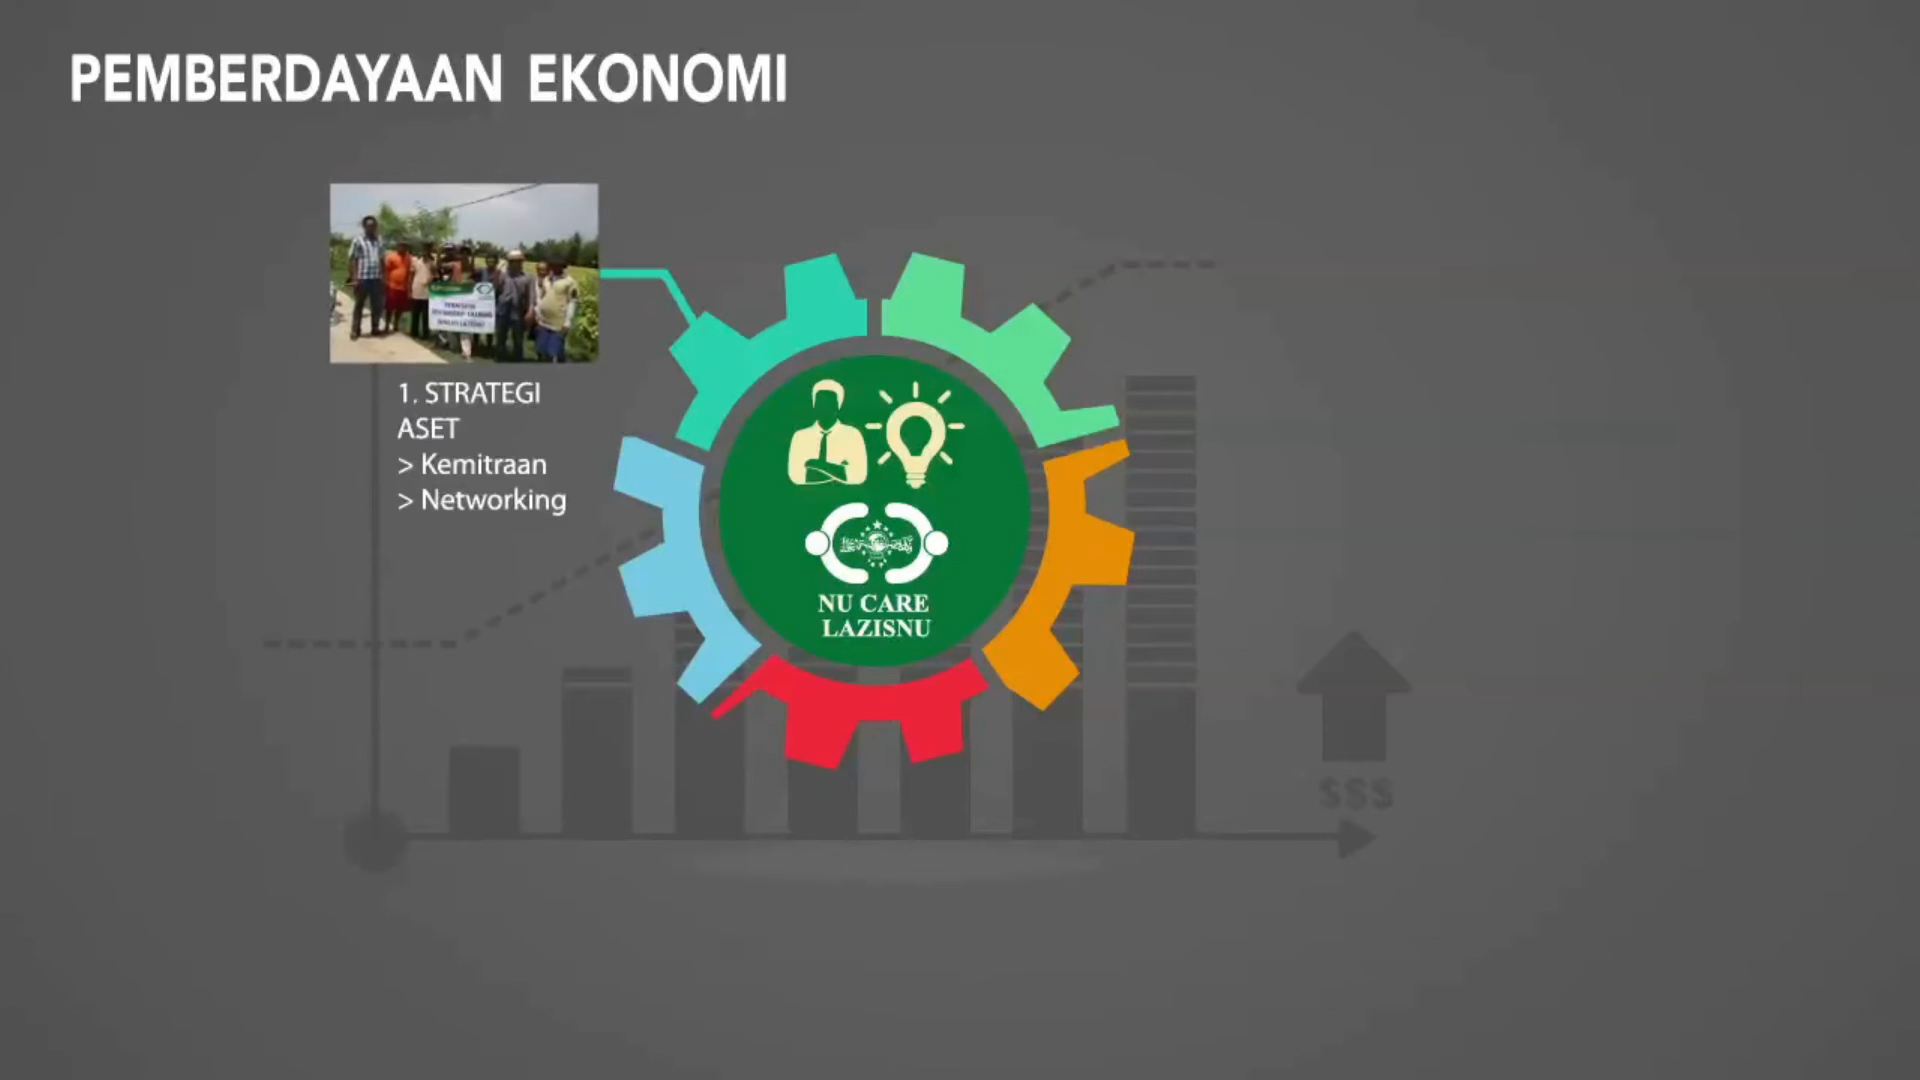 PEMBERDAYAAN EKONOMI
1. STRATEGI
ASET
> Kemitraan
> Networking
NU CARE
LAZISNU
$$$